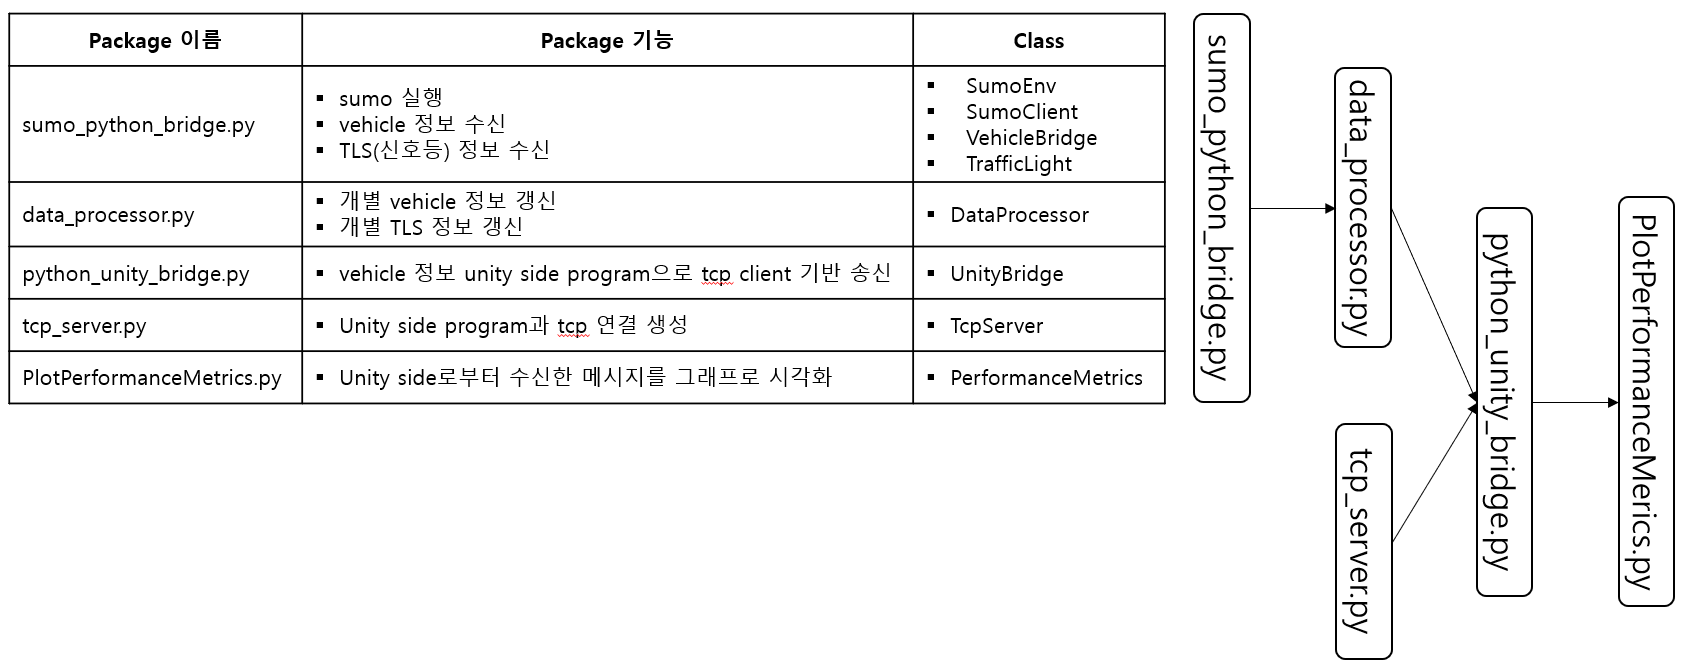 Package 이름 Package 기능 Class
sumo_python_bridge.py
▪ sumo 실행
▪ vehicle 정보 수신
▪ TLS(신호등) 정보 수신
▪ SumoEnv
▪ SumoClient
▪ VehicleBridge
▪ TrafficLight
data_processor.py
▪ 개별 vehicle 정보 갱신
▪ 개별 TLS 정보 갱신
▪ DataProcessor
python_unity_bridge.py
▪ vehicle 정보 unity side program으로 tcp client 기반 송신
▪ UnityBridge
tcp_server.py
▪ Unity side program과 tcp 연결 생성
▪ TcpServer
PlotPerformanceMetrics.py
▪ Unity side로부터 수신한 메시지를 그래프로 시각화
▪ PerformanceMetrics
sumo_python_bridge.py
data_processor.py
tcp_server.py
python_unity_bridge.py
PlotPerformanceMerics.py